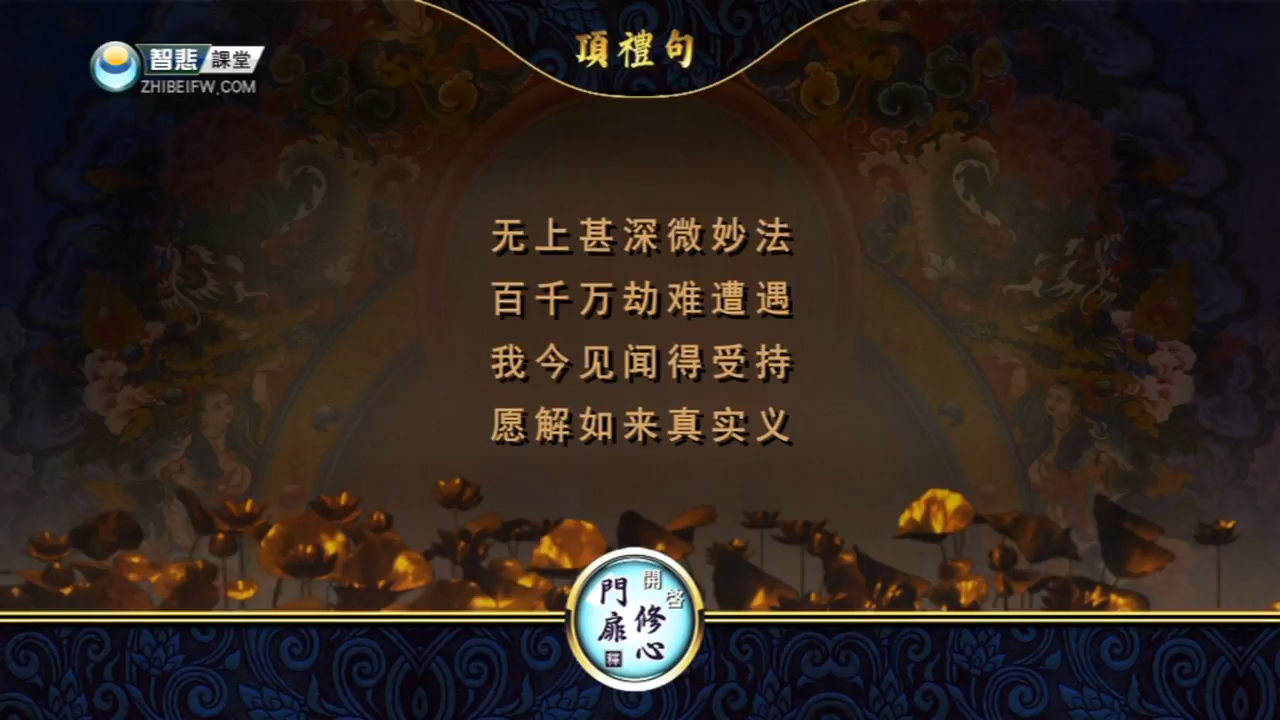 智悲課堂
ZHIBEIFW.COM
頂禮句
无上甚深微妙法
百千万劫难遭遇
我今见闻得受持
愿解如来真实义
開啓
修心
門扉
釋